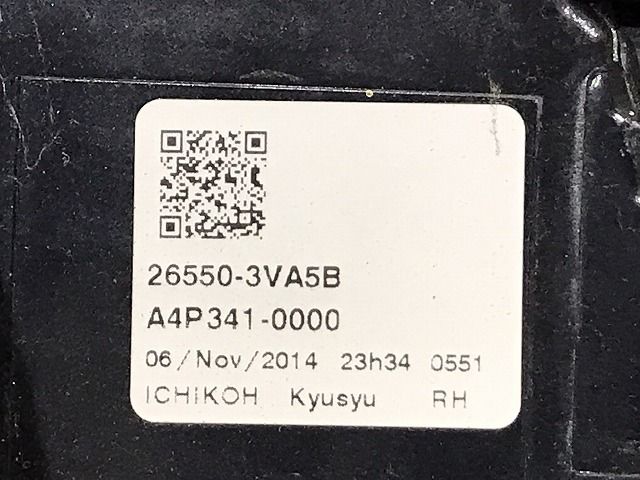 26550-3VA5B
A4P341-0000
06/Nov/2014 23h34 0551
ICHIKOH Kyusyu RH